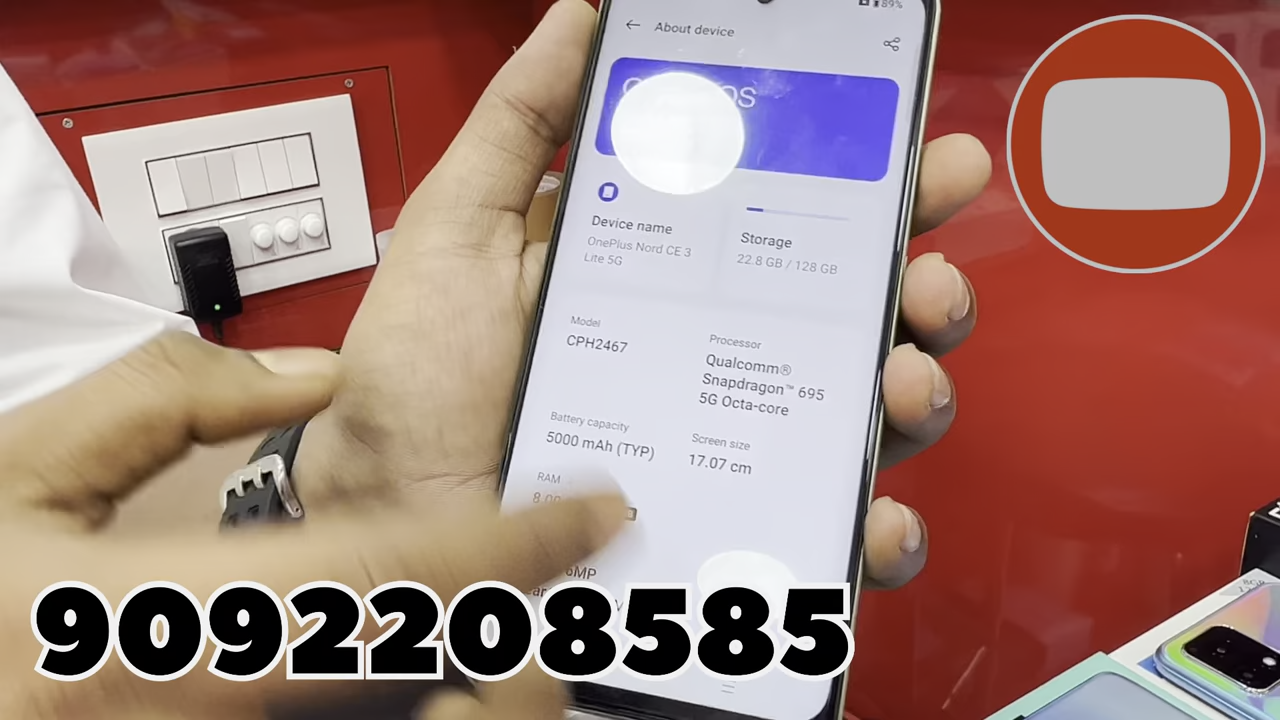 89%
About device
Device name
OnePlus Nord CE 3
Lite 5G
Storage
22.8 GB / 128 GB
Model
CPH2467
Processor
Qualcomm®
Snapdragon™ 695
5G Octa-core
Battery capacity
5000 mAh (TYP)
Screen size
17.07 cm
RAM
9092208585